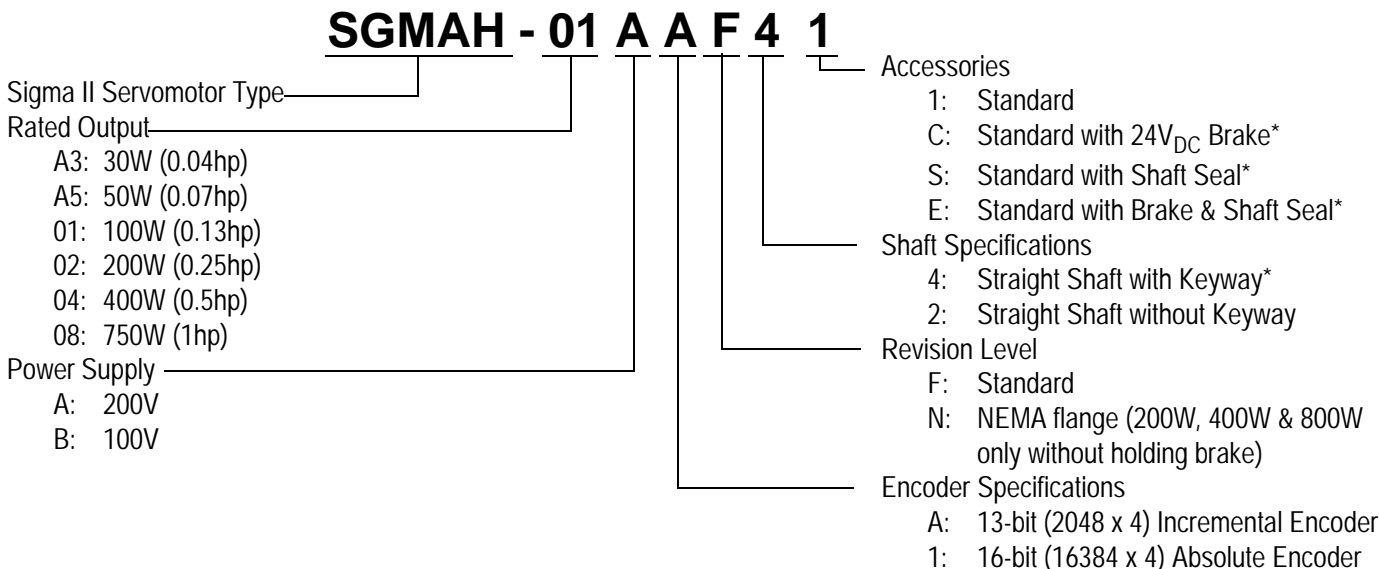 SGMAH - 01 A A F 4 1
Sigma II Servomotor Type
Rated Output
A3: 30W (0.04hp)
A5: 50W (0.07hp)
01: 100W (0.13hp)
02: 200W (0.25hp)
04: 400W (0.5hp)
08: 750W (1hp)
Power Supply
A: 200V
B: 100V
Accessories
1: Standard
C: Standard with 24VDC Brake*
S: Standard with Shaft Seal*
E: Standard with Brake & Shaft Seal*
Shaft Specifications
4: Straight Shaft with Keyway*
2: Straight Shaft without Keyway
Revision Level
F: Standard
N: NEMA flange (200W, 400W & 800W
only without holding brake)
Encoder Specifications
A: 13-bit (2048 x 4) Incremental Encoder
1: 16-bit (16384 x 4) Absolute Encoder